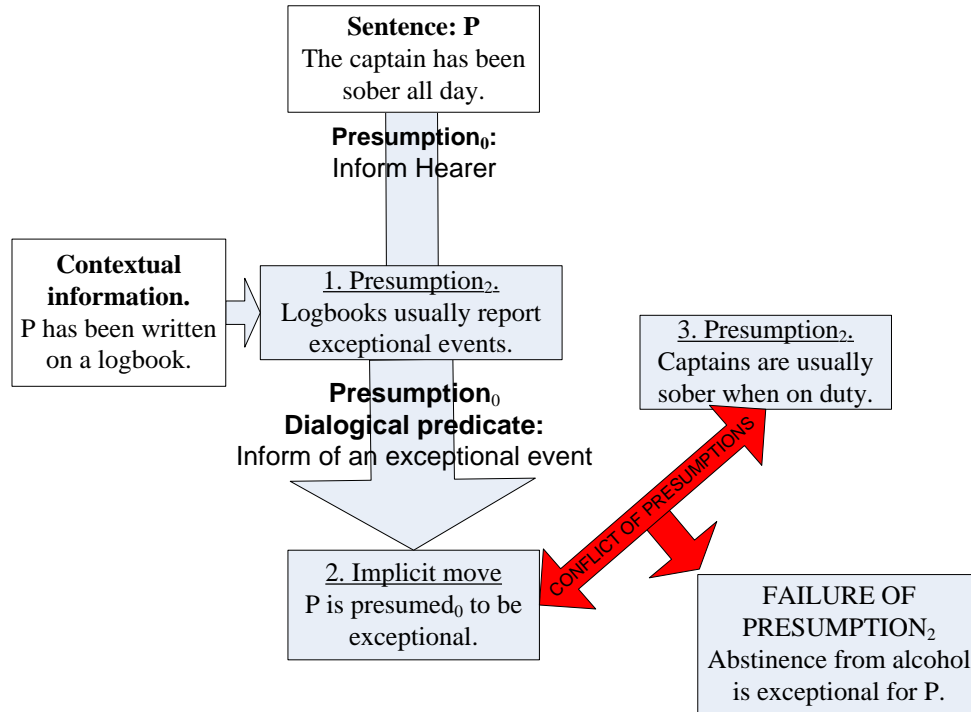 Sentence: P
The captain has been
sober all day.
Presumption₀:
Inform Hearer
Contextual
information.
P has been written
on a logbook.
1. Presumption₂.
Logbooks usually report
exceptional events.
3. Presumption₂.
Captains are usually
sober when on duty.
Presumption₀
Dialogical predicate:
Inform of an exceptional event
CONFLICT OF PRESUMPTIONS
2. Implicit move
P is presumed₀ to be
exceptional.
FAILURE OF
PRESUMPTION₂
Abstinence from alcohol
is exceptional for P.